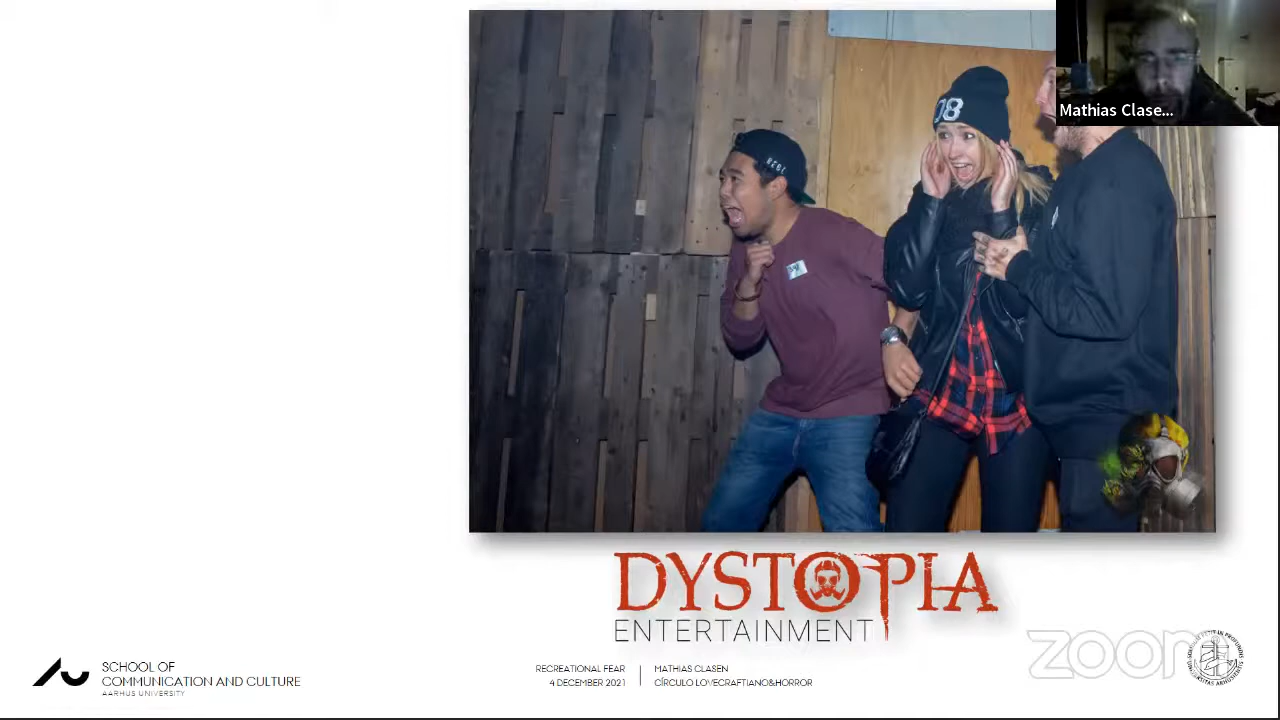 08
Mathias Clase...
DYSTOPIA
ENTERTAINMENT
SCHOOL OF
COMMUNICATION AND CULTURE
AARHUS UNIVERSITY
RECREATIONAL FEAR
4 DECEMBER 2021
MATHIAS CLASEN
CÍRCULO LOVECRAFTIANO&HORROR
zoom